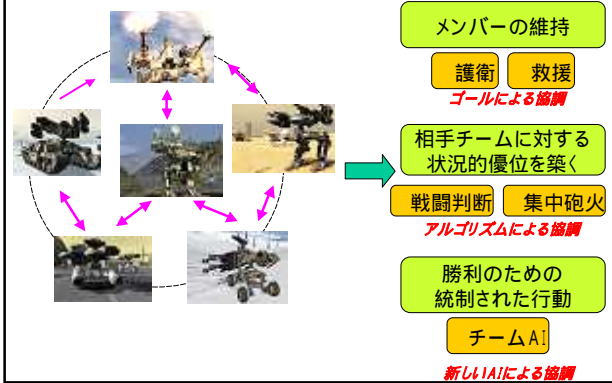 メンバーの維持
護衛 救援
ゴールによる協調
相手チームに対する
状況的優位を築く
戦闘判断 集中砲火
アルゴリズムによる協調
勝利のための
統制された行動
チームAI
新しいAIによる協調